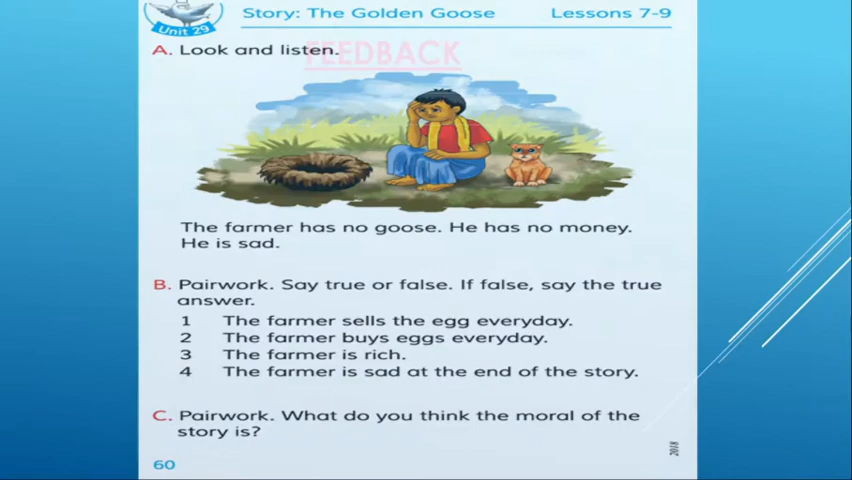 Story: The Golden Goose Lessons 7-9
Unit 29
FEEDBACK
A. Look and listen.
The farmer has no goose. He has no money.
He is sad.
B. Pairwork. Say true or false. If false, say the true
answer.
1 The farmer sells the egg everyday.
2 The farmer buys eggs everyday.
3 The farmer is rich.
4 The farmer is sad at the end of the story.
C. Pairwork. What do you think the moral of the
story is?
2018
60